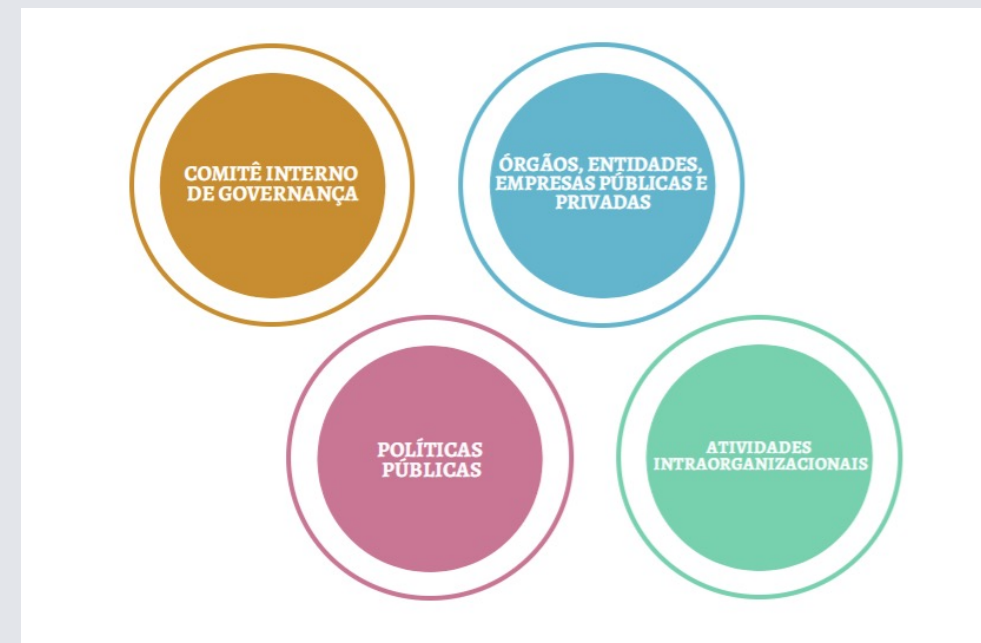 COMITÊ INTERNO
DE GOVERNANÇA
ÓRGÃOS, ENTIDADES,
EMPRESAS PÚBLICAS E
PRIVADAS
POLÍTICAS
PÚBLICAS
ATIVIDADES
INTRAORGANIZACIONAIS